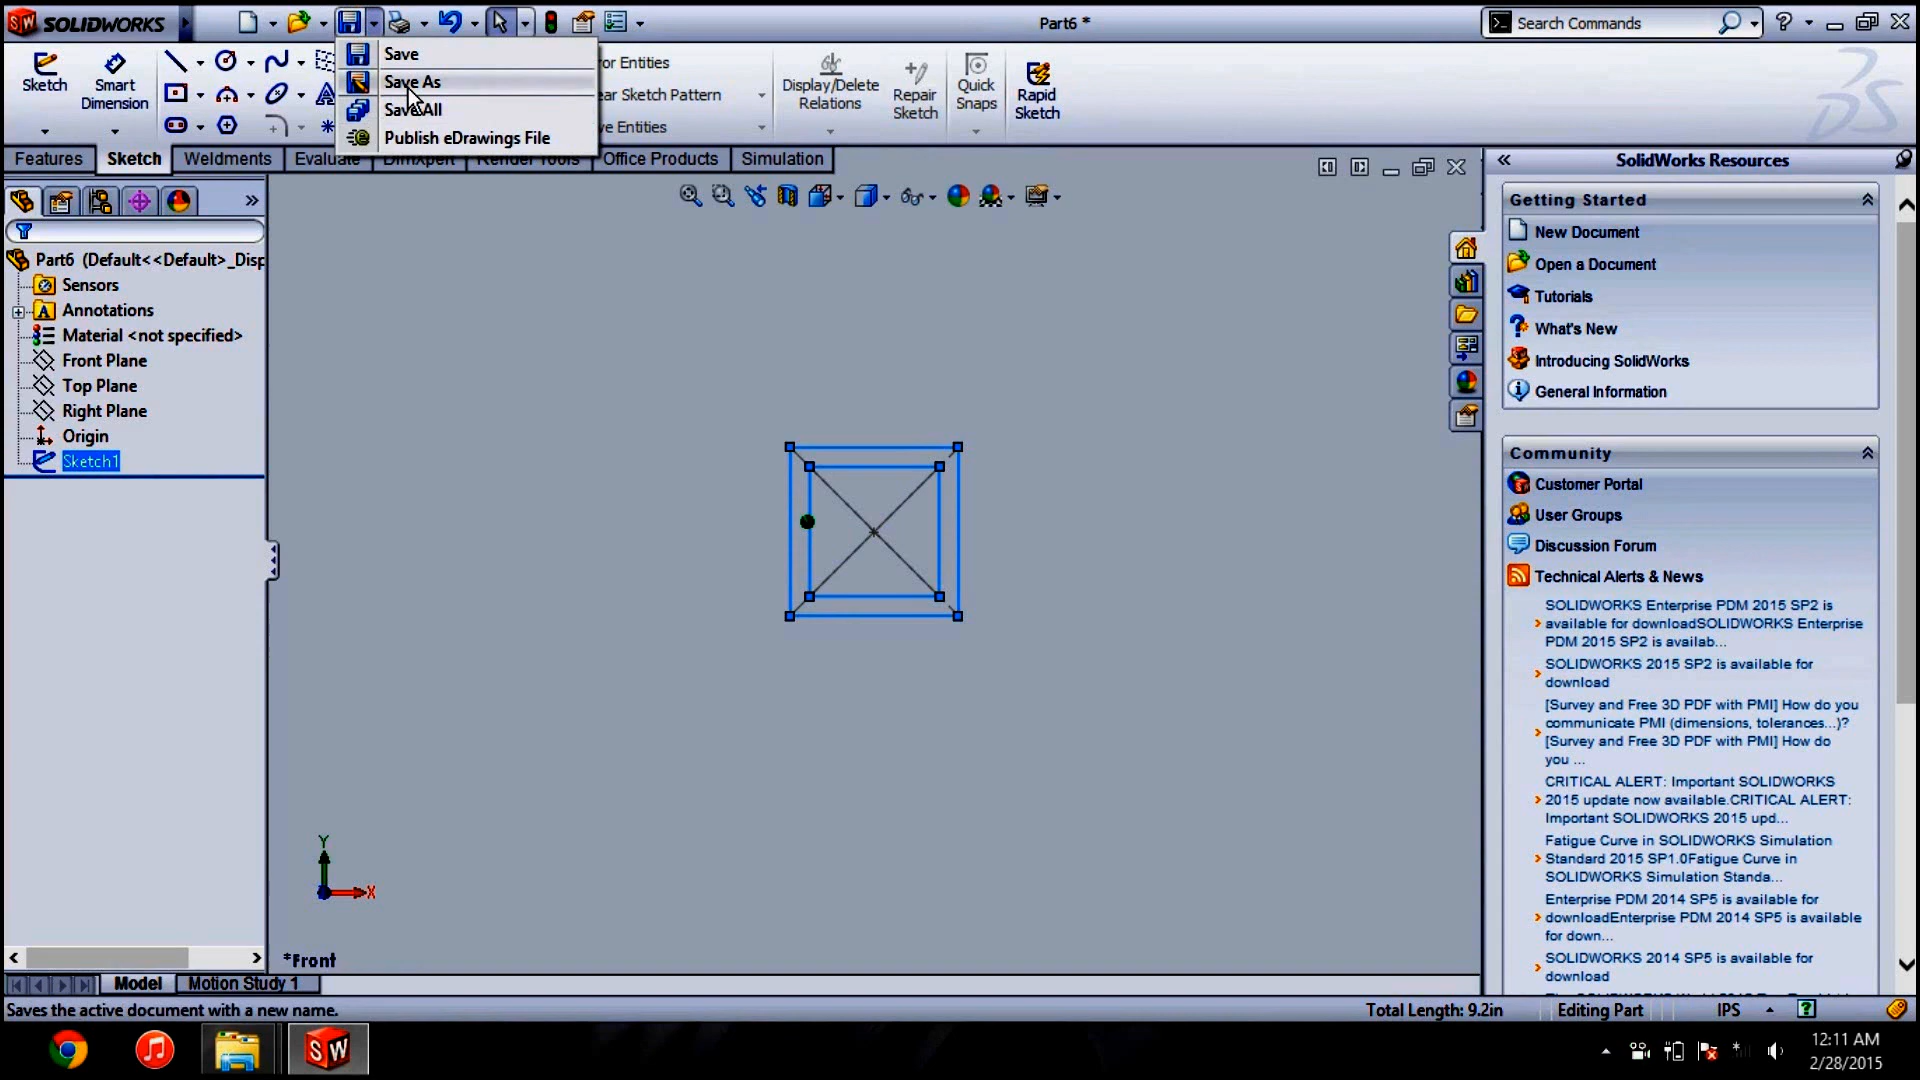 SOLIDWORKS
Part6 *
Search Commands
Save
Save As
Save All
Publish eDrawings File
Sketch
Smart
Dimension
ror Entities
ear Sketch Pattern
ve Entities
Display/Delete
Relations
Repair
Sketch
Quick
Snaps
Rapid
Sketch
Features
Sketch
Weldments
Evaluate
DimXpert
Render Tools
Office Products
Simulation
Part6 (Default<<Default>_Disp
Sensors
Annotations
Material <not specified>
Front Plane
Top Plane
Right Plane
Origin
Sketch1
Y
X
*Front
SolidWorks Resources
Getting Started
New Document
Open a Document
Tutorials
What's New
Introducing SolidWorks
General Information
Community
Customer Portal
User Groups
Discussion Forum
Technical Alerts & News
SOLIDWORKS Enterprise PDM 2015 SP2 is
available for downloadSOLIDWORKS Enterprise
PDM 2015 SP2 is availab...
SOLIDWORKS 2015 SP2 is available for
download
[Survey and Free 3D PDF with PMI] How do you
communicate PMI (dimensions, tolerances...)?
[Survey and Free 3D PDF with PMI] How do
you ...
CRITICAL ALERT: Important SOLIDWORKS
2015 update now available.CRITICAL ALERT:
Important SOLIDWORKS 2015 upd...
Fatigue Curve in SOLIDWORKS Simulation
Standard 2015 SP1.0Fatigue Curve in
SOLIDWORKS Simulation Standa...
Enterprise PDM 2014 SP5 is available for
downloadEnterprise PDM 2014 SP5 is available
for down...
SOLIDWORKS 2014 SP5 is available for
download
Model
Motion Study 1
Saves the active document with a new name.
Total Length: 9.2in
Editing Part
IPS
SW
12:11 AM
2/28/2015